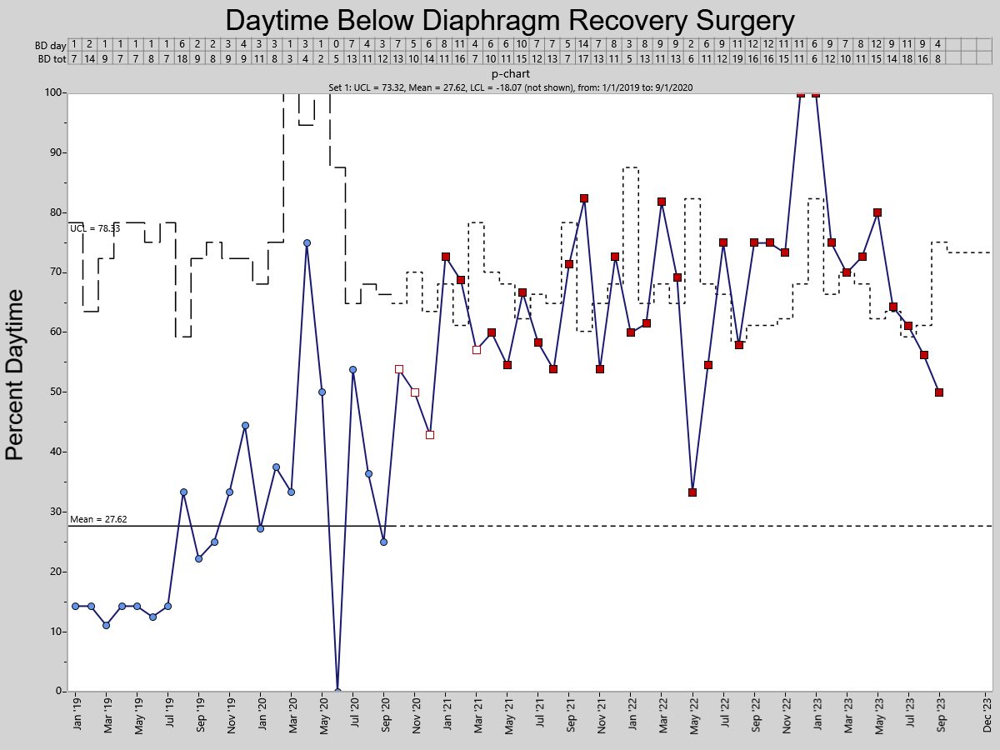 Daytime Below Diaphragm Recovery Surgery
BD day 1 2 1 1 1 1 1 6 2 2 3 4 3 3 1 3 1 0 7 4 3 7 5 6 8 11 4 6 6 10 7 7 5 14 7 8 3 8 9 9 2 6 9 11 12 12 11 11 6 9 7 8 12 9 11 9 4
BD tot 7 14 9 7 7 8 7 18 9 8 9 9 11 8 3 4 2 5 13 11 12 13 10 14 11 16 7 10 11 15 12 13 7 17 13 11 5 13 11 13 6 11 12 19 16 16 15 11 6 12 10 11 15 14 18 16 8
p-chart
Set 1: UCL = 73.32, Mean = 27.62, LCL = -18.07 (not shown), from: 1/1/2019 to: 9/1/2020
Percent Daytime
100
90
80
70
60
50
40
30
20
10
0
UCL = 78.33
Mean = 27.62
Jan '19 Mar '19 May '19 Jul '19 Sep '19 Nov '19 Jan '20 Mar '20 May '20 Jul '20 Sep '20 Nov '20 Jan '21 Mar '21 May '21 Jul '21 Sep '21 Nov '21 Jan '22 Mar '22 May '22 Jul '22 Sep '22 Nov '22 Jan '23 Mar '23 May '23 Jul '23 Sep '23 Dec '23